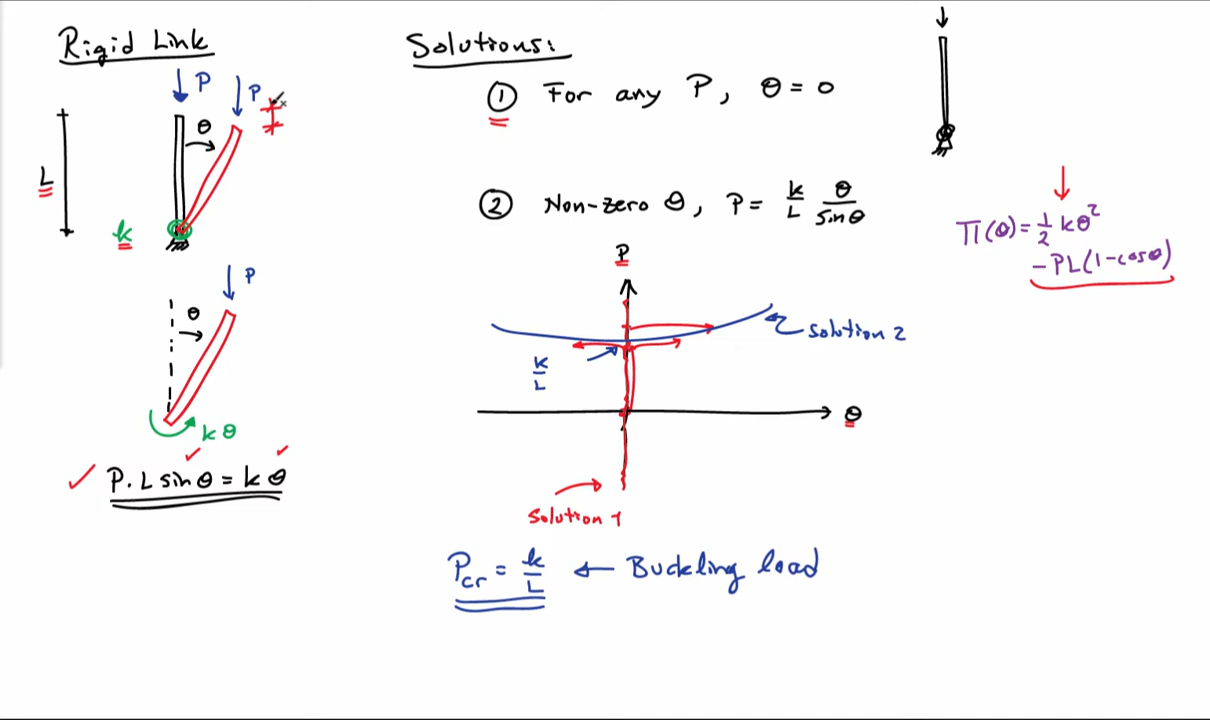 Rigid Link
P
P
θ
L
k
P
θ
kθ
P. L sinθ = k θ
Solutions:
① For any P, θ = 0
② Non-zero θ, P = k/L θ/sinθ
P
solution 2
k/L
θ
solution 1
Pcr = k/L ← Buckling load
Π(θ) = 1/2 kθ²
- PL(1-cosθ)